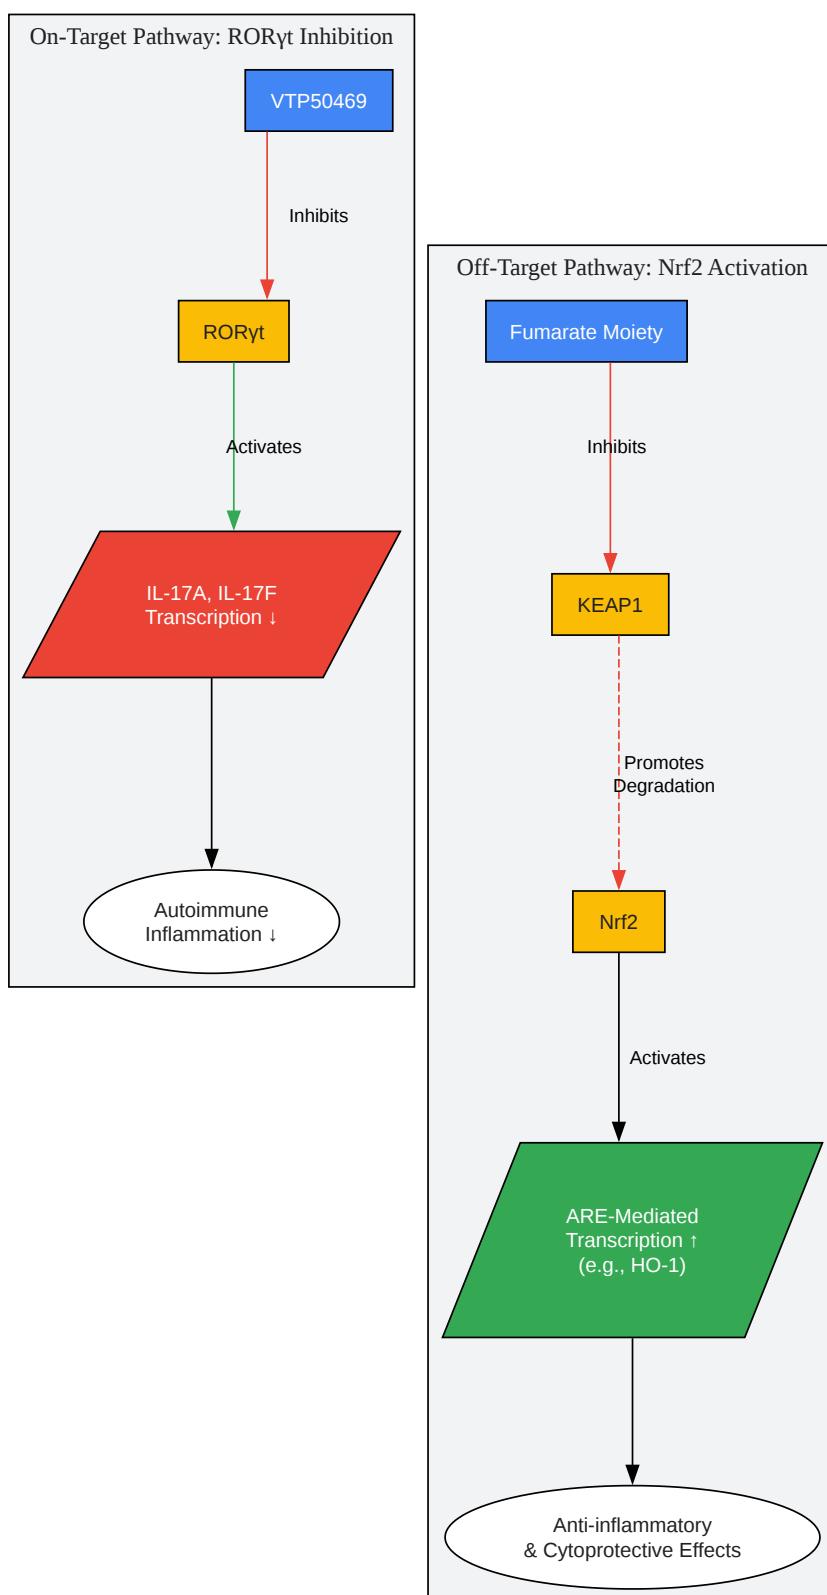 On-Target Pathway: RORγt Inhibition
VTP50469
Inhibits
RORγt
Activates
IL-17A, IL-17F
Transcription ↓
Autoimmune
Inflammation ↓
Off-Target Pathway: Nrf2 Activation
Fumarate Moiety
Inhibits
KEAP1
Promotes
Degradation
Nrf2
Activates
ARE-Mediated
Transcription ↑
(e.g., HO-1)
Anti-inflammatory
& Cytoprotective Effects